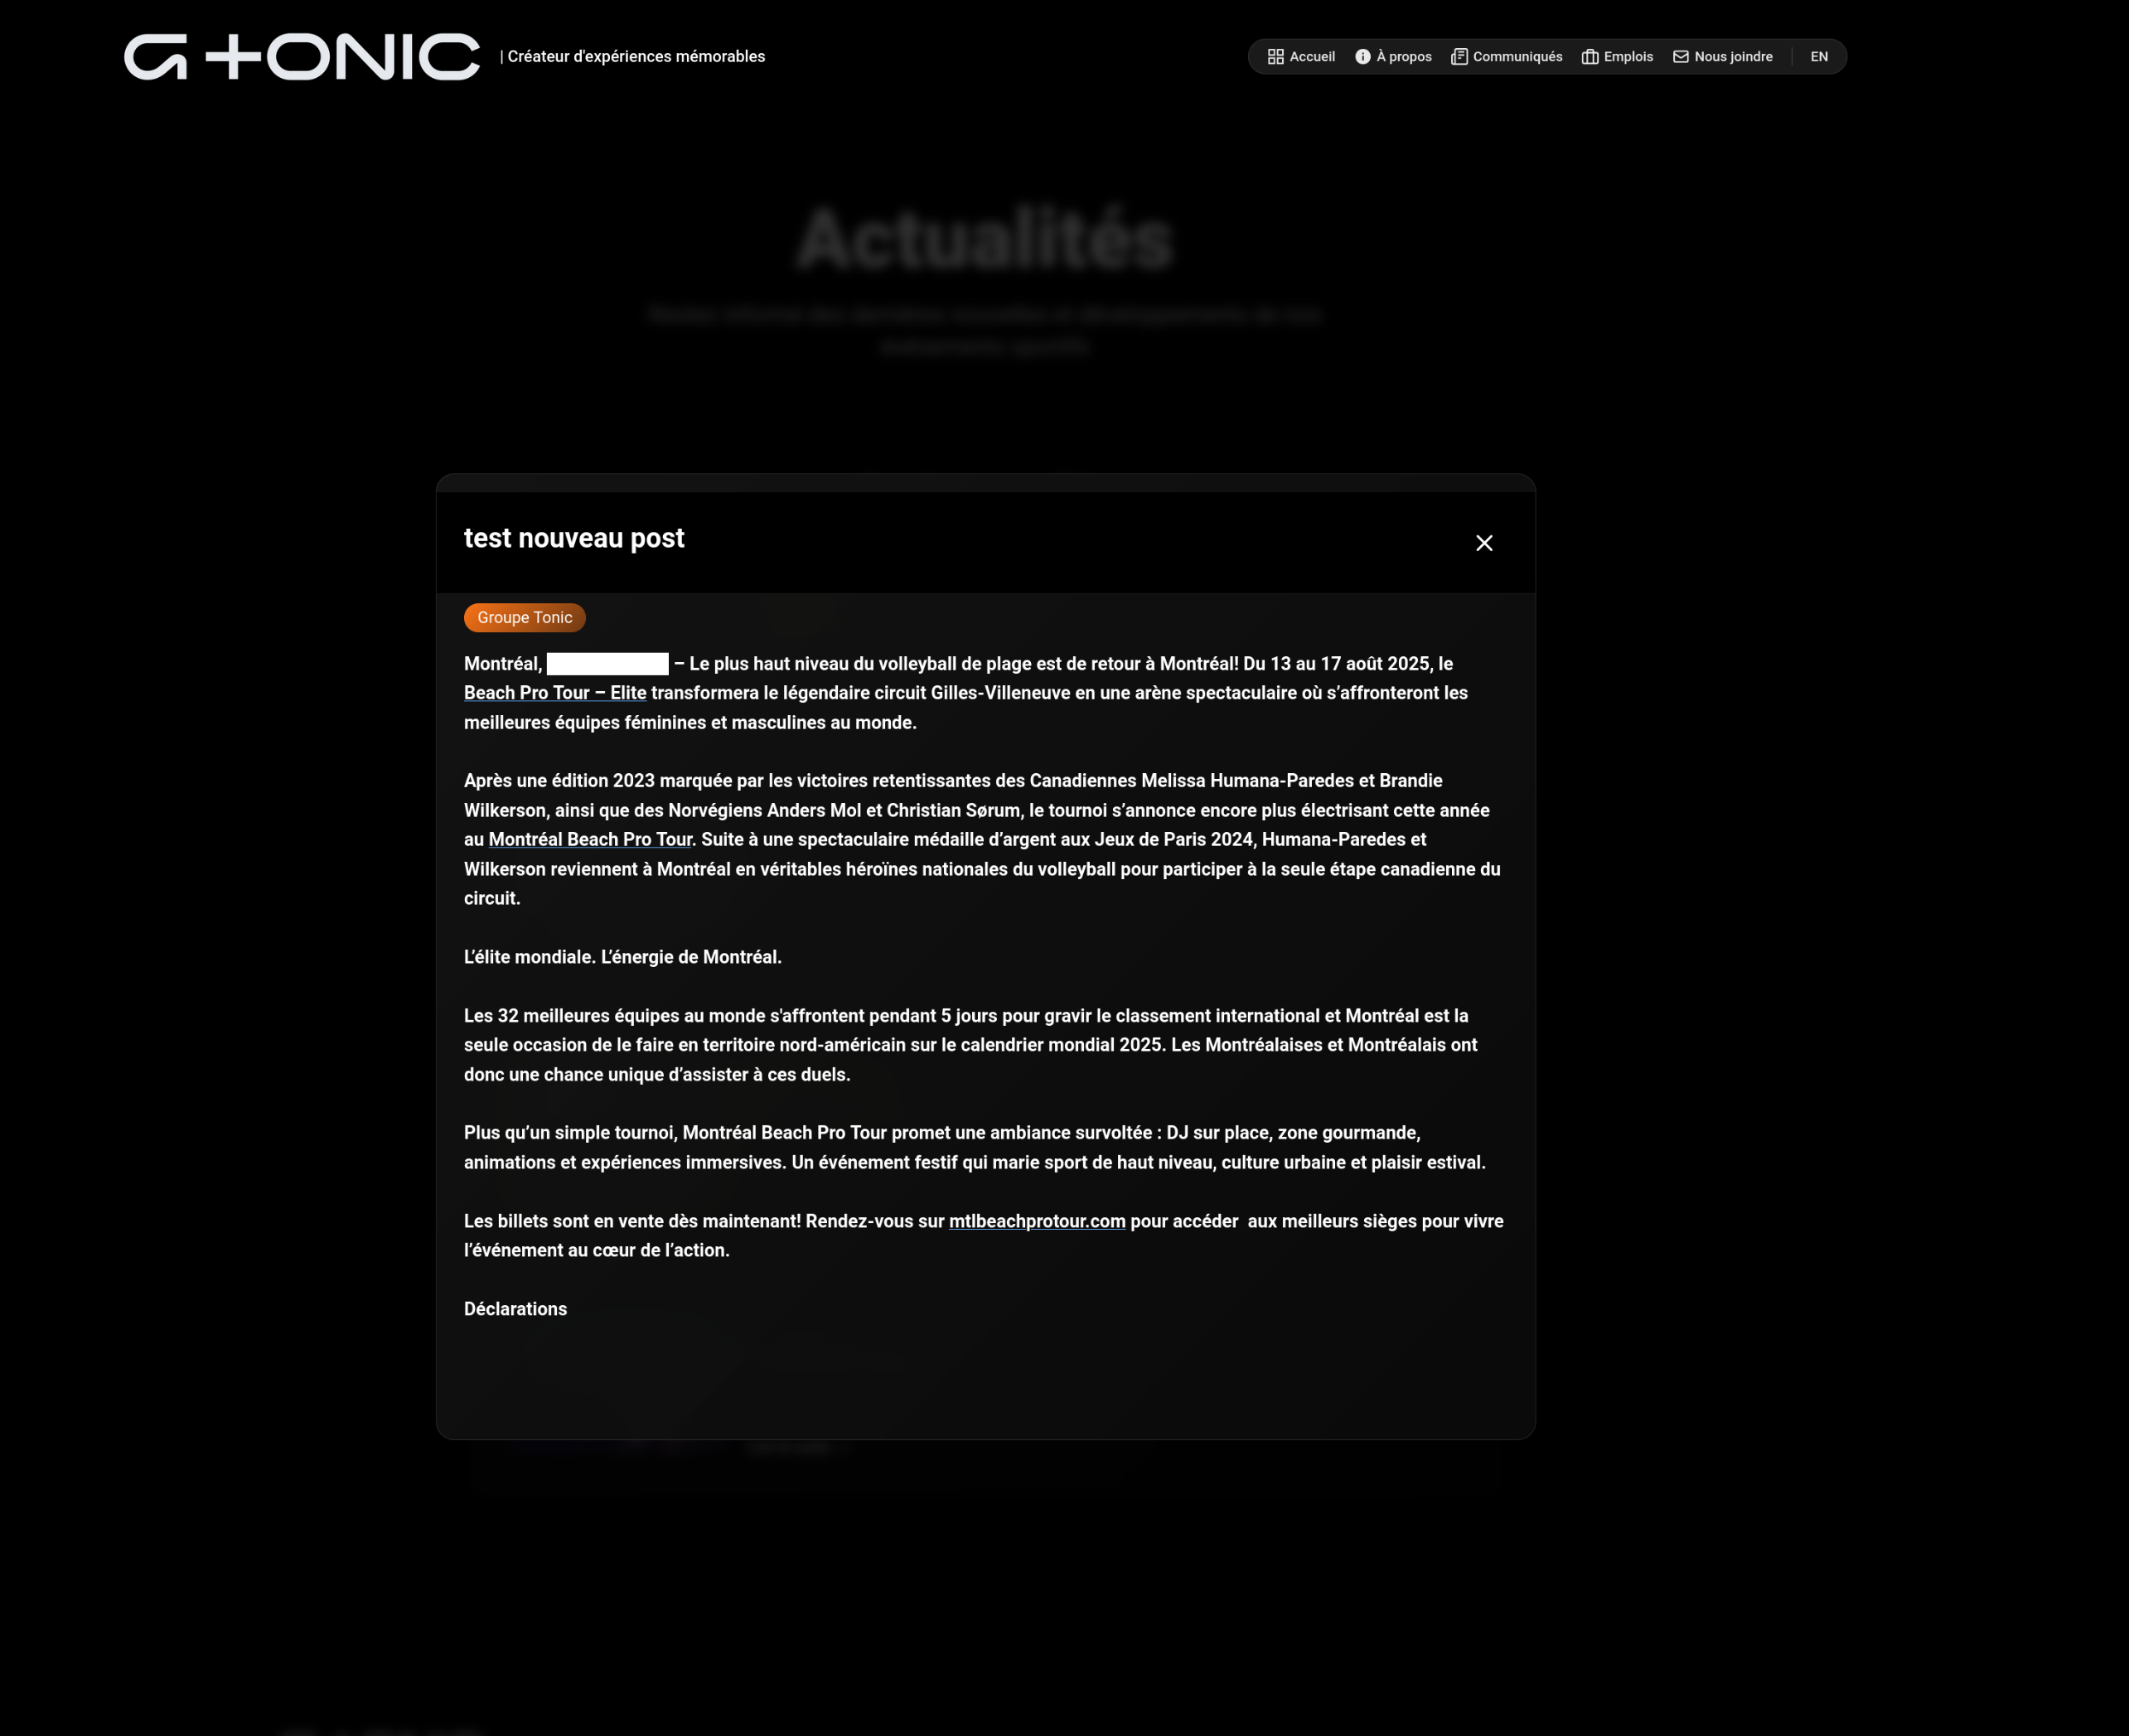 G+ONIC
| Créateur d'expériences mémorables
Accueil
À propos
Communiqués
Emplois
Nous joindre
EN
Actualités
Restez informé des dernières nouvelles et développements de nos
événements sportifs
test nouveau post
Groupe Tonic
Montréal, – Le plus haut niveau du volleyball de plage est de retour à Montréal! Du 13 au 17 août 2025, le
Beach Pro Tour – Elite transformera le légendaire circuit Gilles-Villeneuve en une arène spectaculaire où s’affronteront les
meilleures équipes féminines et masculines au monde.
Après une édition 2023 marquée par les victoires retentissantes des Canadiennes Melissa Humana-Paredes et Brandie
Wilkerson, ainsi que des Norvégiens Anders Mol et Christian Sørum, le tournoi s’annonce encore plus électrisant cette année
au Montréal Beach Pro Tour. Suite à une spectaculaire médaille d’argent aux Jeux de Paris 2024, Humana-Paredes et
Wilkerson reviennent à Montréal en véritables héroïnes nationales du volleyball pour participer à la seule étape canadienne du
circuit.
L’élite mondiale. L’énergie de Montréal.
Les 32 meilleures équipes au monde s'affrontent pendant 5 jours pour gravir le classement international et Montréal est la
seule occasion de le faire en territoire nord-américain sur le calendrier mondial 2025. Les Montréalaises et Montréalais ont
donc une chance unique d’assister à ces duels.
Plus qu’un simple tournoi, Montréal Beach Pro Tour promet une ambiance survoltée : DJ sur place, zone gourmande,
animations et expériences immersives. Un événement festif qui marie sport de haut niveau, culture urbaine et plaisir estival.
Les billets sont en vente dès maintenant! Rendez-vous sur mtlbeachprotour.com pour accéder  aux meilleurs sièges pour vivre
l’événement au cœur de l’action.
Déclarations